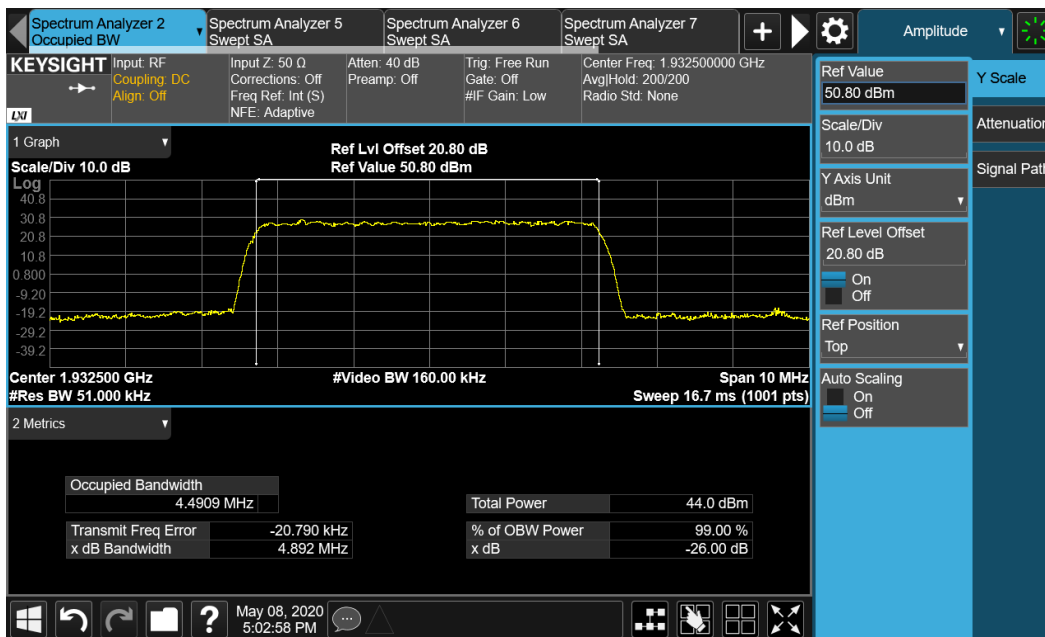 Spectrum Analyzer 2
Occupied BW
Spectrum Analyzer 5
Swept SA
Spectrum Analyzer 6
Swept SA
Spectrum Analyzer 7
Swept SA
Amplitude
KEYSIGHT
LXI
Input: RF
Coupling: DC
Align: Off
Input Z: 50 Ω
Corrections: Off
Freq Ref: Int (S)
NFE: Adaptive
Atten: 40 dB
Preamp: Off
Trig: Free Run
Gate: Off
#IF Gain: Low
Center Freq: 1.932500000 GHz
Avg|Hold: 200/200
Radio Std: None
1 Graph
Scale/Div 10.0 dB
Ref Lvl Offset 20.80 dB
Ref Value 50.80 dBm
Log
40.8
30.8
20.8
10.8
0.800
-9.20
-19.2
-29.2
-39.2
Center 1.932500 GHz
#Video BW 160.00 kHz
Span 10 MHz
#Res BW 51.000 kHz
Sweep 16.7 ms (1001 pts)
2 Metrics
Occupied Bandwidth
4.4909 MHz
Total Power 44.0 dBm
Transmit Freq Error -20.790 kHz
% of OBW Power 99.00 %
x dB Bandwidth 4.892 MHz
x dB -26.00 dB
Ref Value
50.80 dBm
Scale/Div
10.0 dB
Y Axis Unit
dBm
Ref Level Offset
20.80 dB
On
Off
Ref Position
Top
Auto Scaling
On
Off
Y Scale
Attenuation
Signal Path
?
May 08, 2020
5:02:58 PM